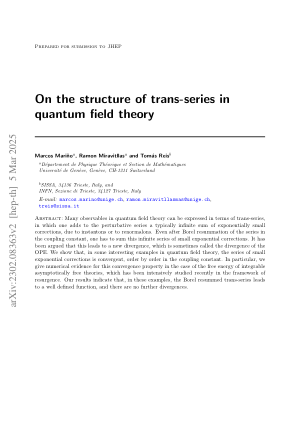 PREPARED FOR SUBMISSION TO JHEP
On the structure of trans-series in
quantum field theory
Marcos Mariño^a, Ramon Miravitllas^a and Tomás Reis^b
^a Département de Physique Théorique et Section de Mathématiques
Université de Genève, Genève, CH-1211 Switzerland
^b SISSA, 34136 Trieste, Italy, and
INFN, Sezione di Trieste, 34127 Trieste, Italy
E-mail: marcos.marino@unige.ch, ramon.miravitllasmas@unige.ch,
treis@sissa.it
ABSTRACT: Many observables in quantum field theory can be expressed in terms of trans-series,
in which one adds to the perturbative series a typically infinite sum of exponentially small
corrections, due to instantons or to renormalons. Even after Borel resummation of the series in
the coupling constant, one has to sum this infinite series of small exponential corrections. It has
been argued that this leads to a new divergence, which is sometimes called the divergence of the
OPE. We show that, in some interesting examples in quantum field theory, the series of small
exponential corrections is convergent, order by order in the coupling constant. In particular, we
give numerical evidence for this convergence property in the case of the free energy of integrable
asymptotically free theories, which has been intensively studied recently in the framework of
resurgence. Our results indicate that, in these examples, the Borel resummed trans-series leads
to a well defined function, and there are no further divergences.
arXiv:2302.08363v2 [hep-th] 5 Mar 2025